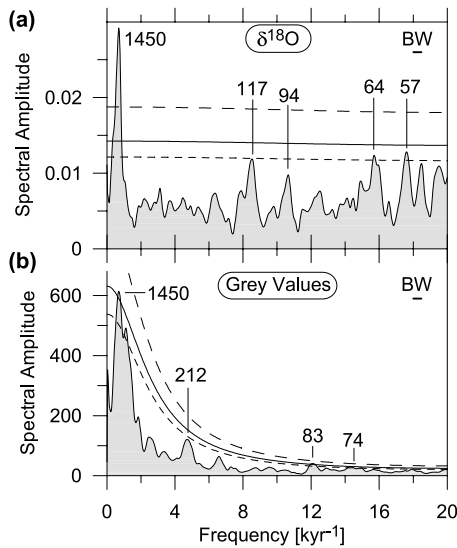 (a)
δ¹⁸O
BW
1450
117
94
64
57
0.02
0.01
0
Spectral Amplitude
(b)
Grey Values
BW
1450
212
83
74
600
400
200
0
Spectral Amplitude
0 4 8 12 16 20
Frequency [kyr⁻¹]